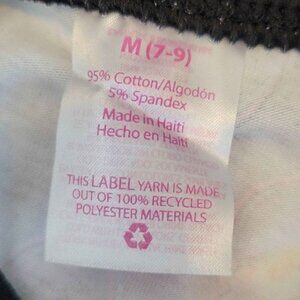 M (7-9)
95% Cotton/Algodón
5% Spandex
Made in Haiti
Hecho en Haití
THIS LABEL YARN IS MADE
OUT OF 100% RECYCLED
POLYESTER MATERIALS